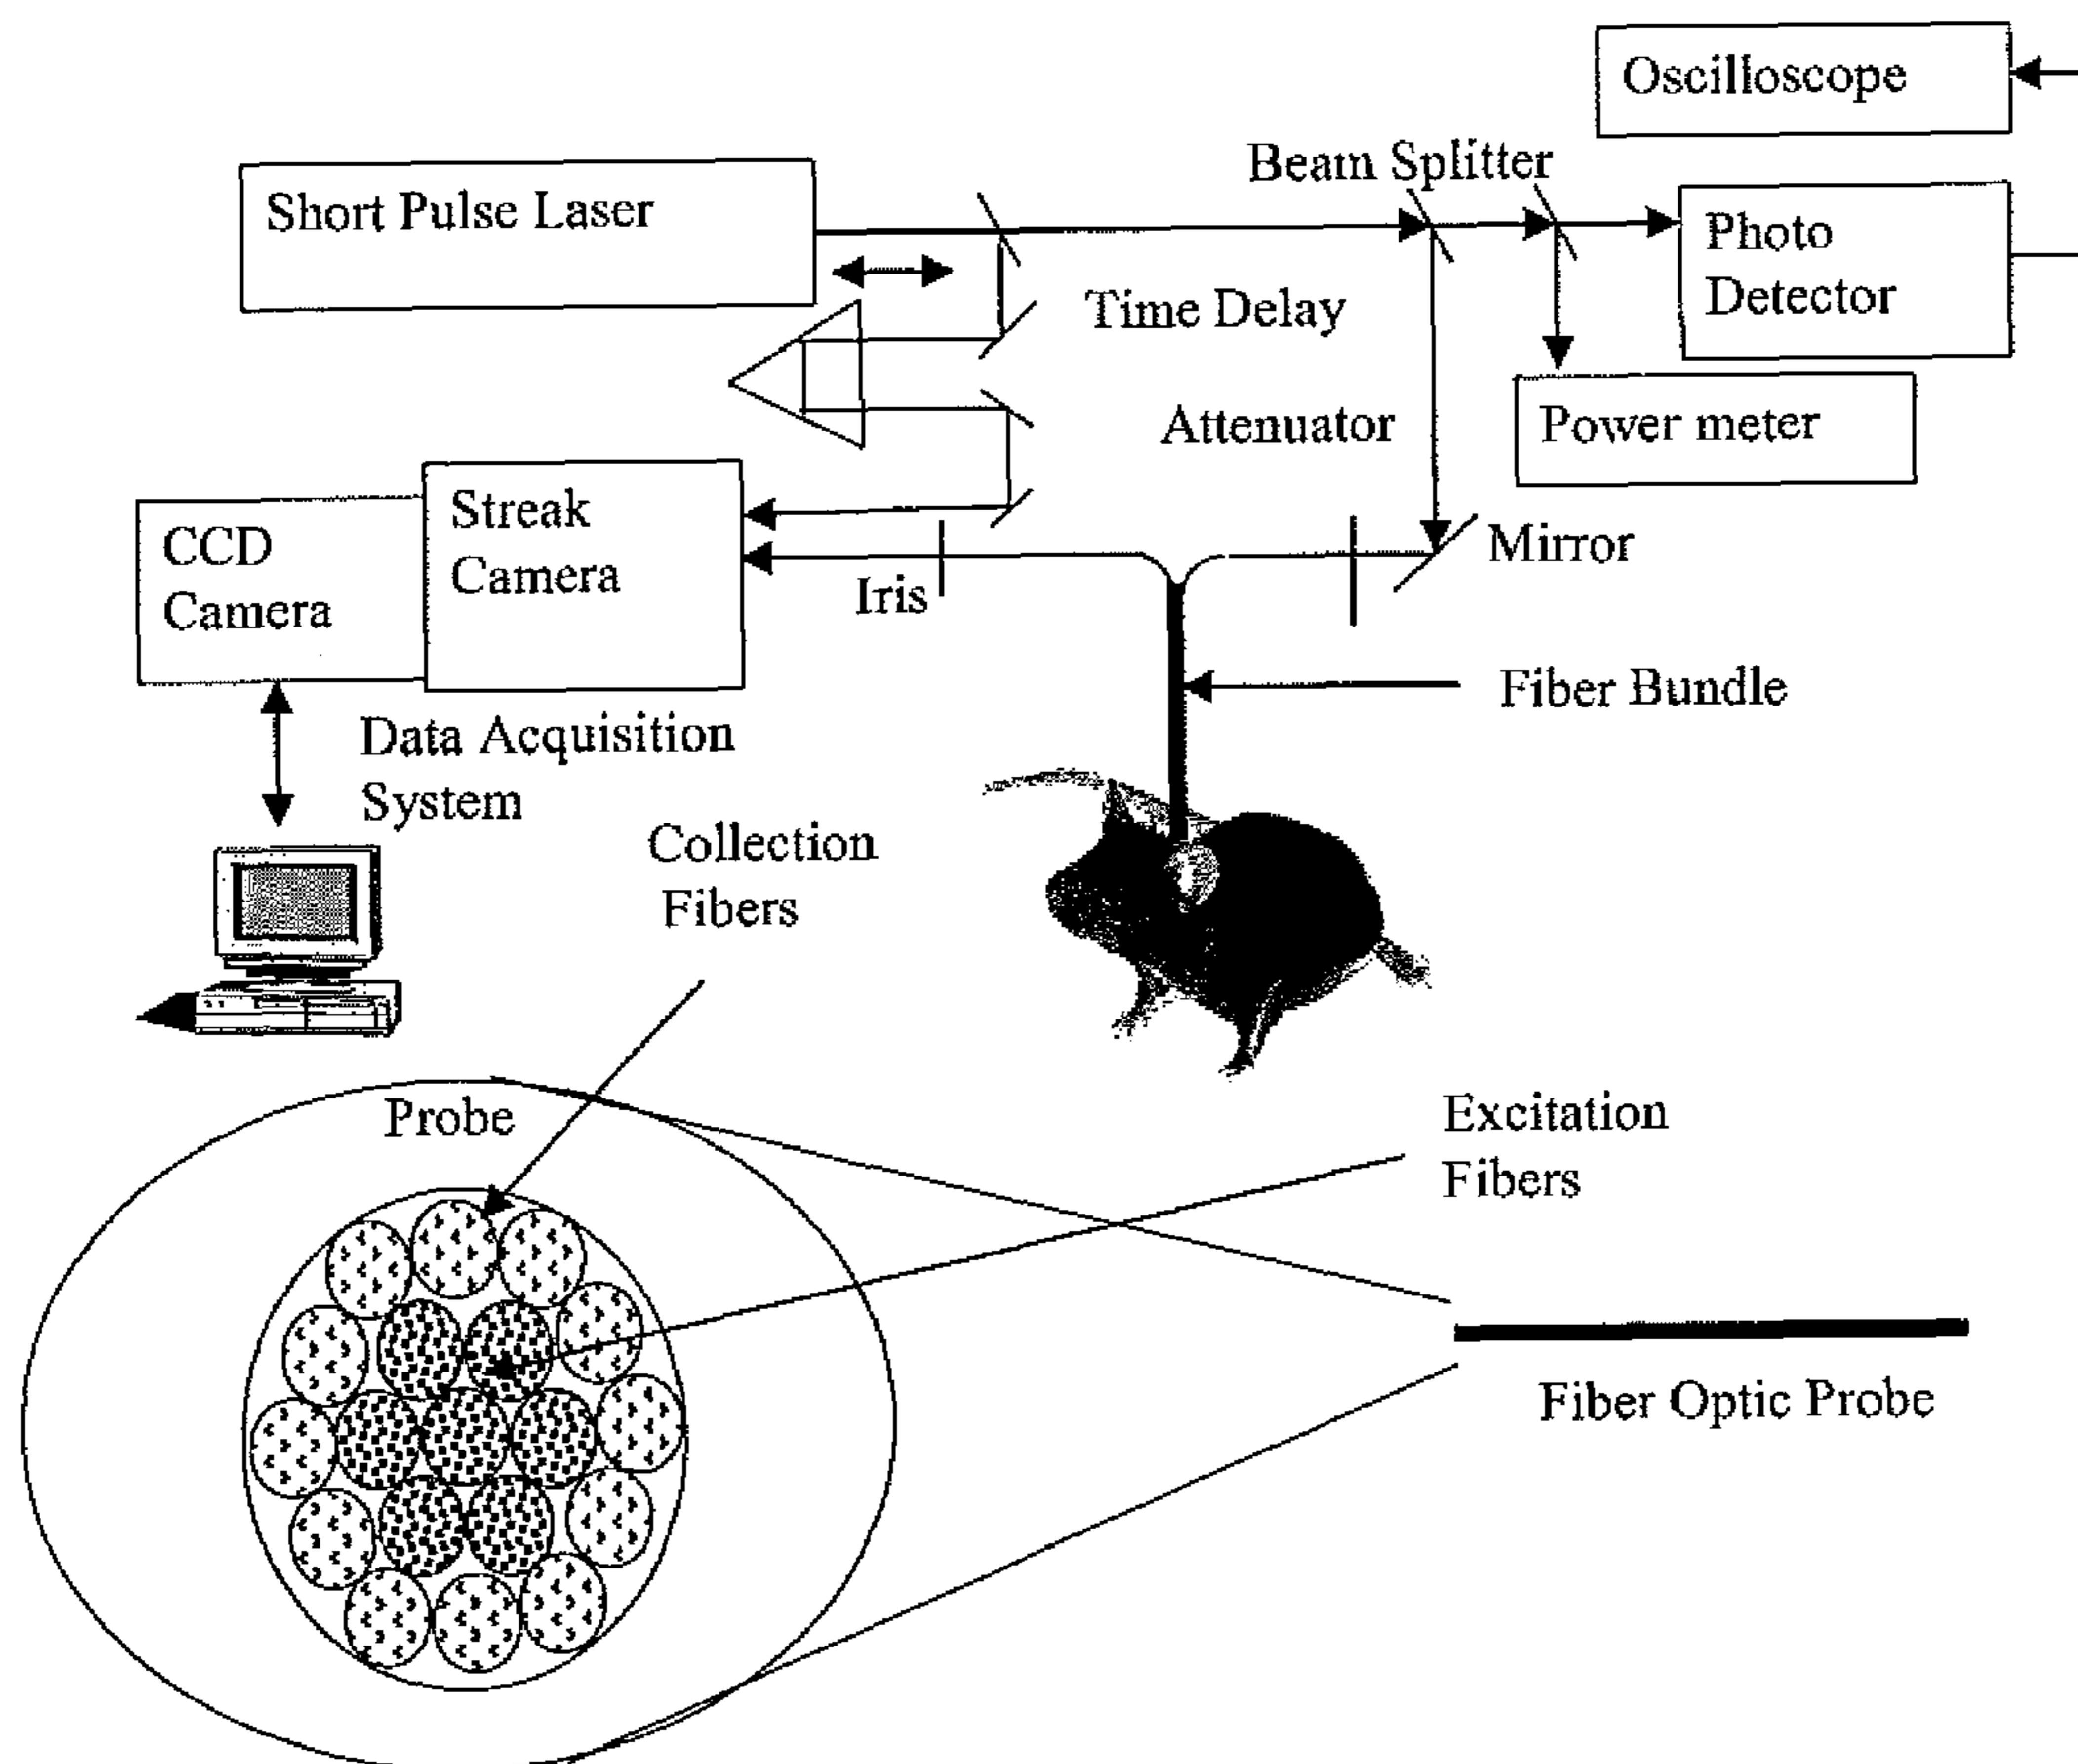 Oscilloscope
Beam Splitter
Short Pulse Laser
Photo
Detector
Time Delay
Attenuator
Power meter
Streak
Camera
CCD
Camera
Mirror
Iris
Fiber Bundle
Data Acquisition
System
Collection
Fibers
Probe
Excitation
Fibers
Fiber Optic Probe